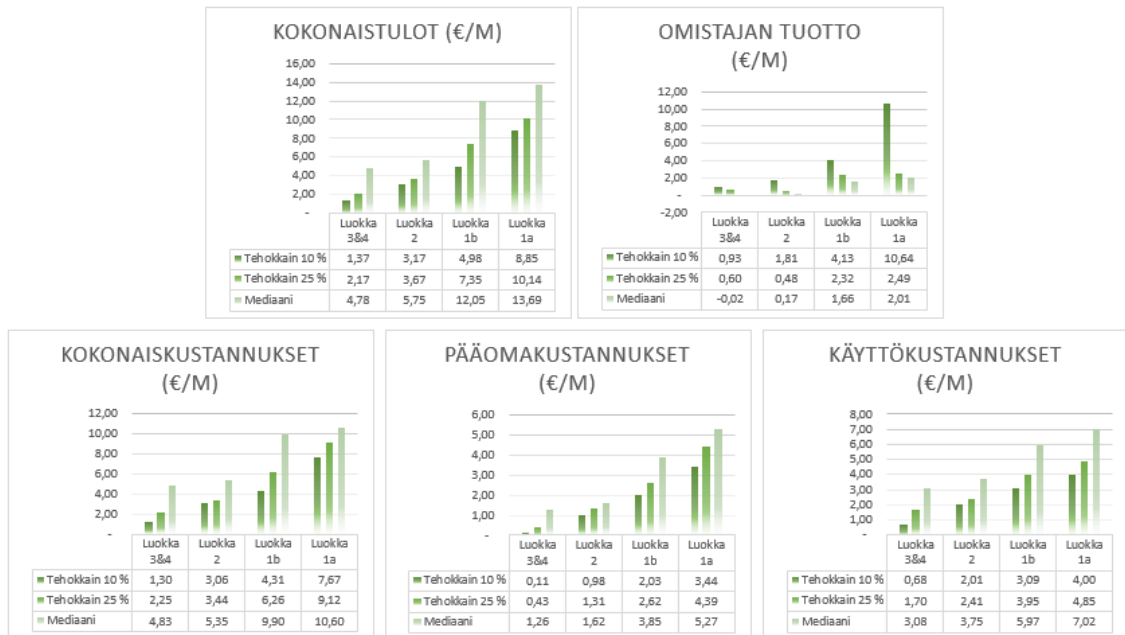 KOKONAISTULOT (€/M)
16,00
14,00
12,00
10,00
8,00
6,00
4,00
2,00
-
Luokka 3&4 Luokka 2 Luokka 1b Luokka 1a
Tehokkain 10 % 1,37 3,17 4,98 8,85
Tehokkain 25 % 2,17 3,67 7,35 10,14
Mediaani 4,78 5,75 12,05 13,69
OMISTAJAN TUOTTO
(€/M)
12,00
10,00
8,00
6,00
4,00
2,00
-
-2,00
Luokka 3&4 Luokka 2 Luokka 1b Luokka 1a
Tehokkain 10 % 0,93 1,81 4,13 10,64
Tehokkain 25 % 0,60 0,48 2,32 2,49
Mediaani -0,02 0,17 1,66 2,01
KOKONAISKUSTANNUKSET
(€/M)
12,00
10,00
8,00
6,00
4,00
2,00
-
Luokka 3&4 Luokka 2 Luokka 1b Luokka 1a
Tehokkain 10 % 1,30 3,06 4,31 7,67
Tehokkain 25 % 2,25 3,44 6,26 9,12
Mediaani 4,83 5,35 9,90 10,60
PÄÄOMAKUSTANNUKSET
(€/M)
6,00
5,00
4,00
3,00
2,00
1,00
-
Luokka 3&4 Luokka 2 Luokka 1b Luokka 1a
Tehokkain 10 % 0,11 0,98 2,03 3,44
Tehokkain 25 % 0,43 1,31 2,62 4,39
Mediaani 1,26 1,62 3,85 5,27
KÄYTTÖKUSTANNUKSET
(€/M)
8,00
7,00
6,00
5,00
4,00
3,00
2,00
1,00
-
Luokka 3&4 Luokka 2 Luokka 1b Luokka 1a
Tehokkain 10 % 0,68 2,01 3,09 4,00
Tehokkain 25 % 1,70 2,41 3,95 4,85
Mediaani 3,08 3,75 5,97 7,02